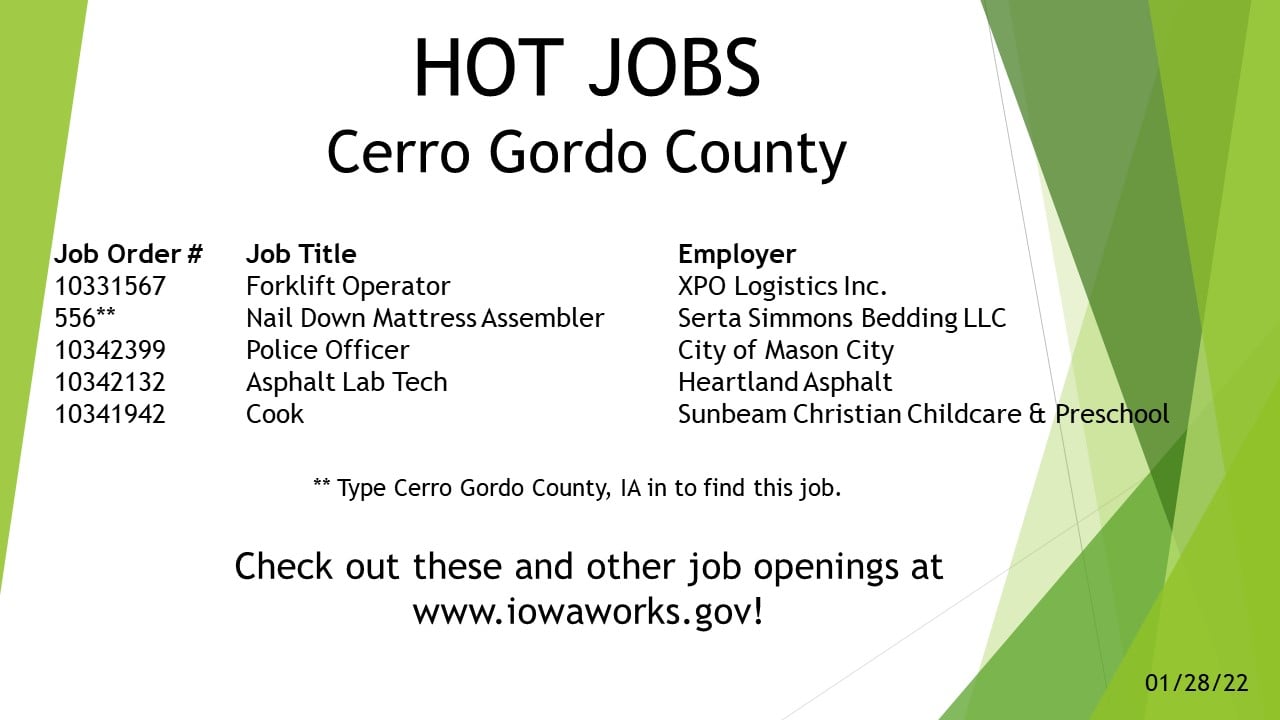 HOT JOBS
Cerro Gordo County
Job Order # Job Title Employer
10331567 Forklift Operator XPO Logistics Inc.
556** Nail Down Mattress Assembler Serta Simmons Bedding LLC
10342399 Police Officer City of Mason City
10342132 Asphalt Lab Tech Heartland Asphalt
10341942 Cook Sunbeam Christian Childcare & Preschool
** Type Cerro Gordo County, IA in to find this job.
Check out these and other job openings at
www.iowaworks.gov!
01/28/22